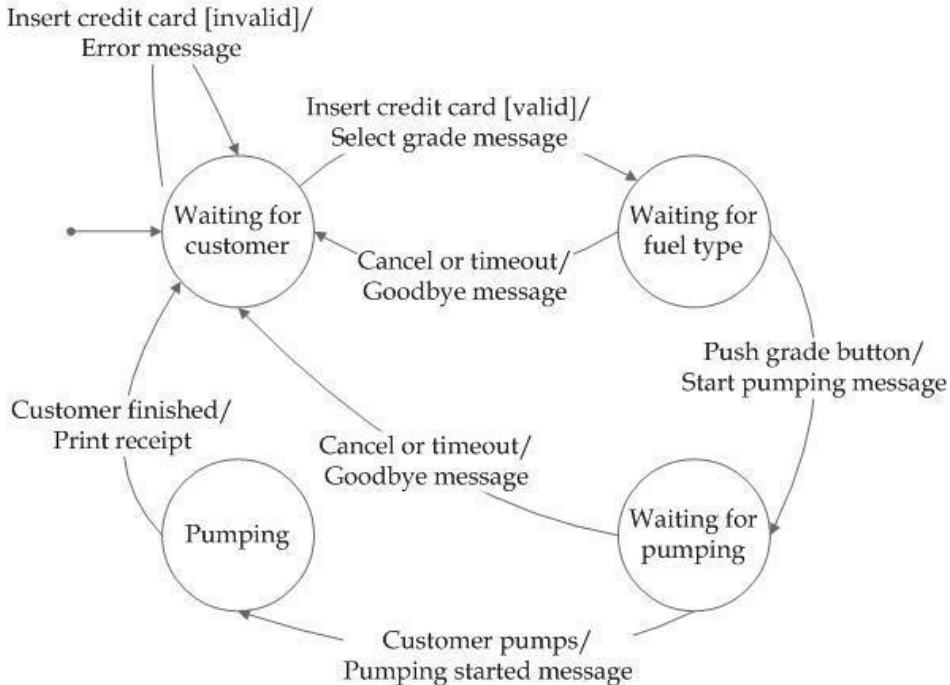 Insert credit card [invalid]/
Error message
Insert credit card [valid]/
Select grade message
Waiting for
customer
Waiting for
fuel type
Cancel or timeout/
Goodbye message
Push grade button/
Start pumping message
Customer finished/
Print receipt
Cancel or timeout/
Goodbye message
Pumping
Waiting for
pumping
Customer pumps/
Pumping started message